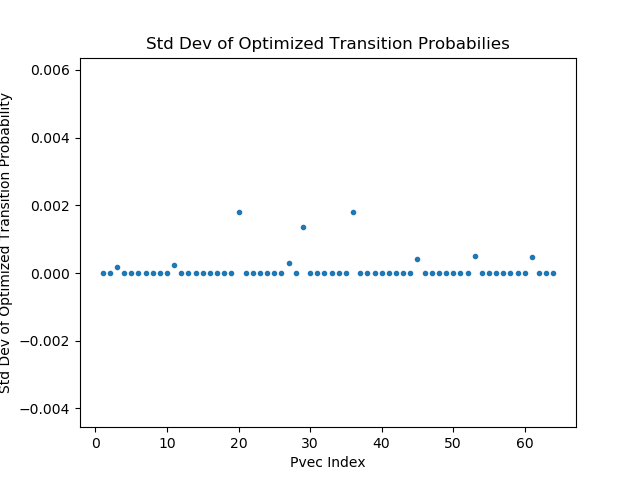 Std Dev of Optimized Transition Probabilies
Std Dev of Optimized Transition Probability
0.006
0.004
0.002
0.000
−0.002
−0.004
0 10 20 30 40 50 60
Pvec Index